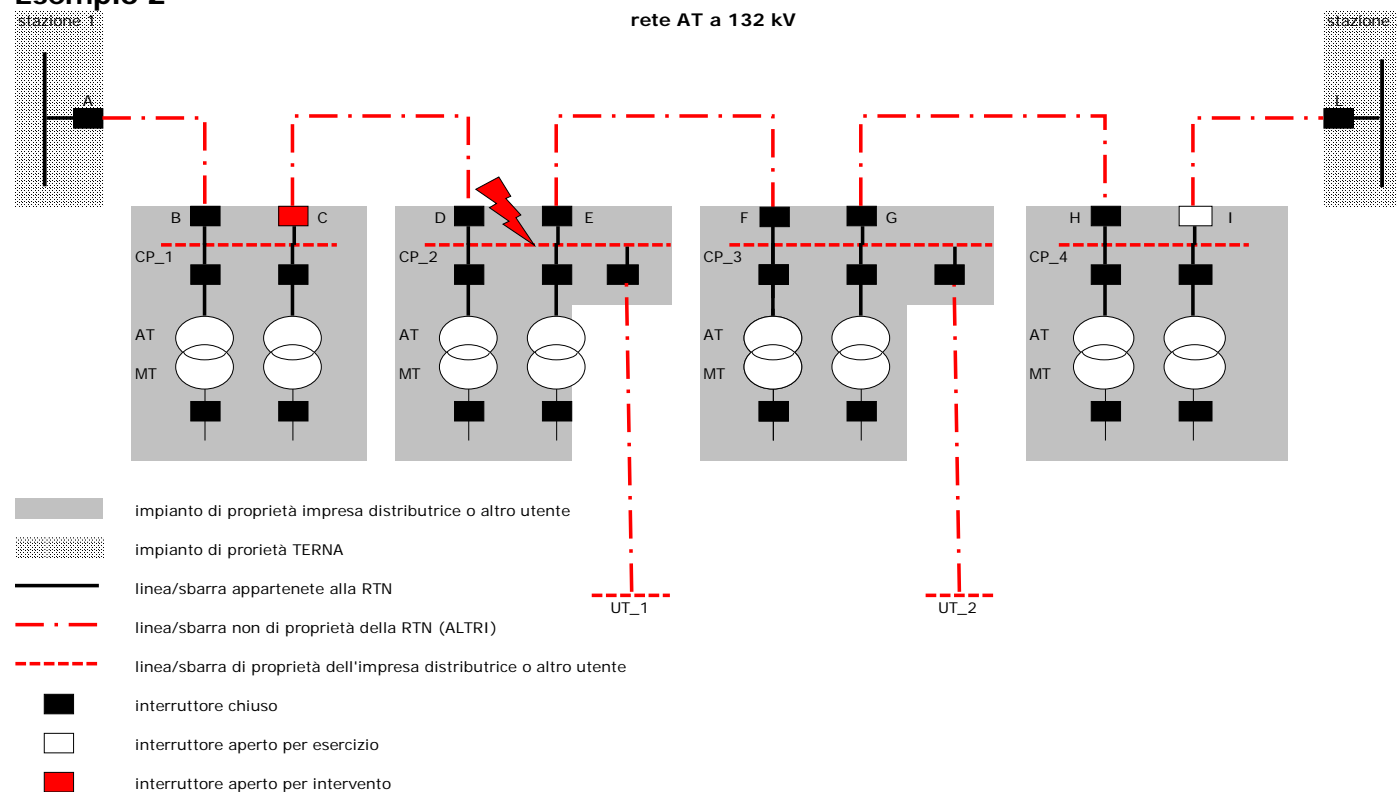 stazione 1
rete AT a 132 kV
stazione
A
L
B
C
D
E
F
G
H
I
CP_1
CP_2
CP_3
CP_4
AT
AT
AT
AT
MT
MT
MT
MT
impianto di proprietà impresa distributrice o altro utente
impianto di prorietà TERNA
linea/sbarra appartenete alla RTN
UT_1
UT_2
linea/sbarra non di proprietà della RTN (ALTRI)
linea/sbarra di proprietà dell'impresa distributrice o altro utente
interruttore chiuso
interruttore aperto per esercizio
interruttore aperto per intervento